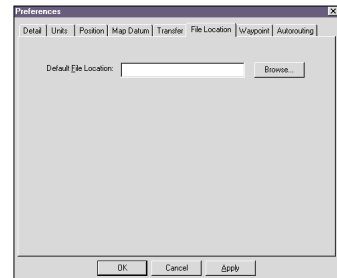 Preferences
X
Detail Units Position Map Datum Transfer File Location Waypoint Autorouting
Default File Location: Browse...
OK Cancel Apply